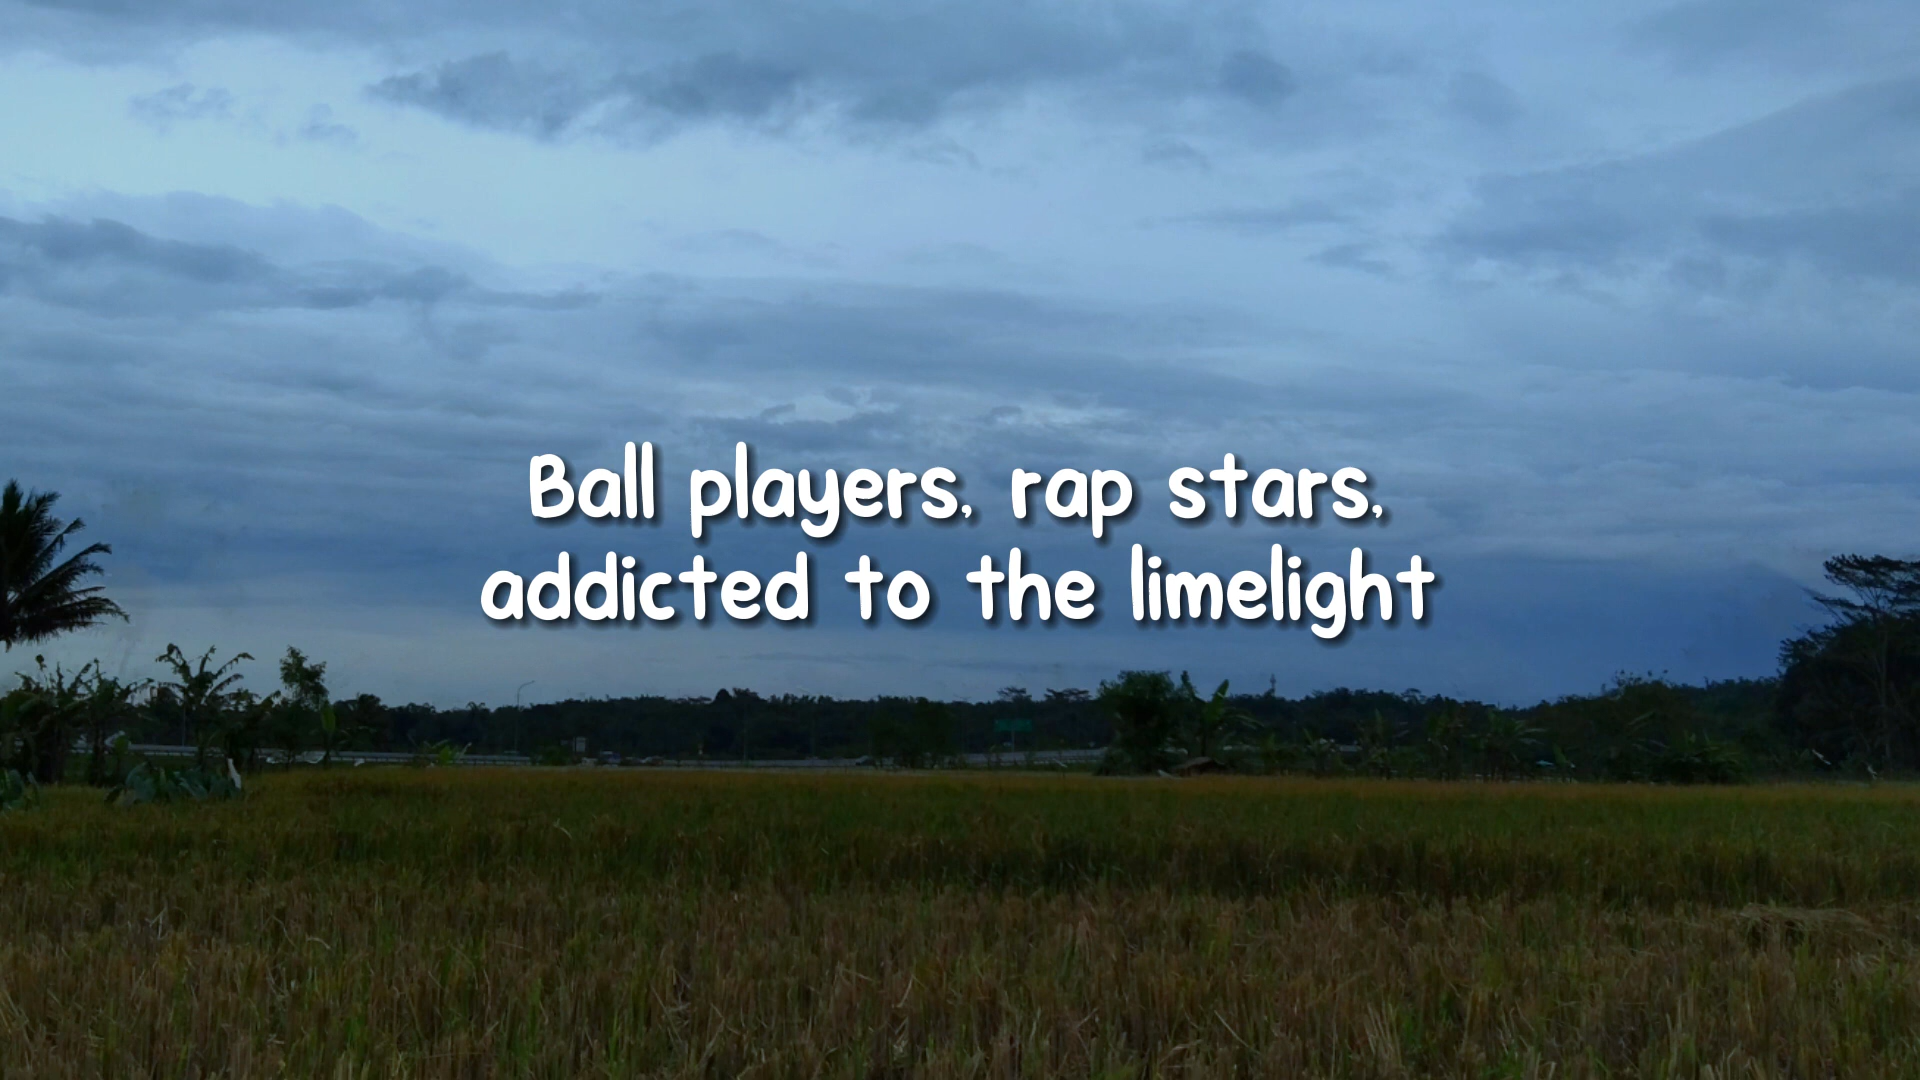 Ball players, rap stars,
addicted to the limelight